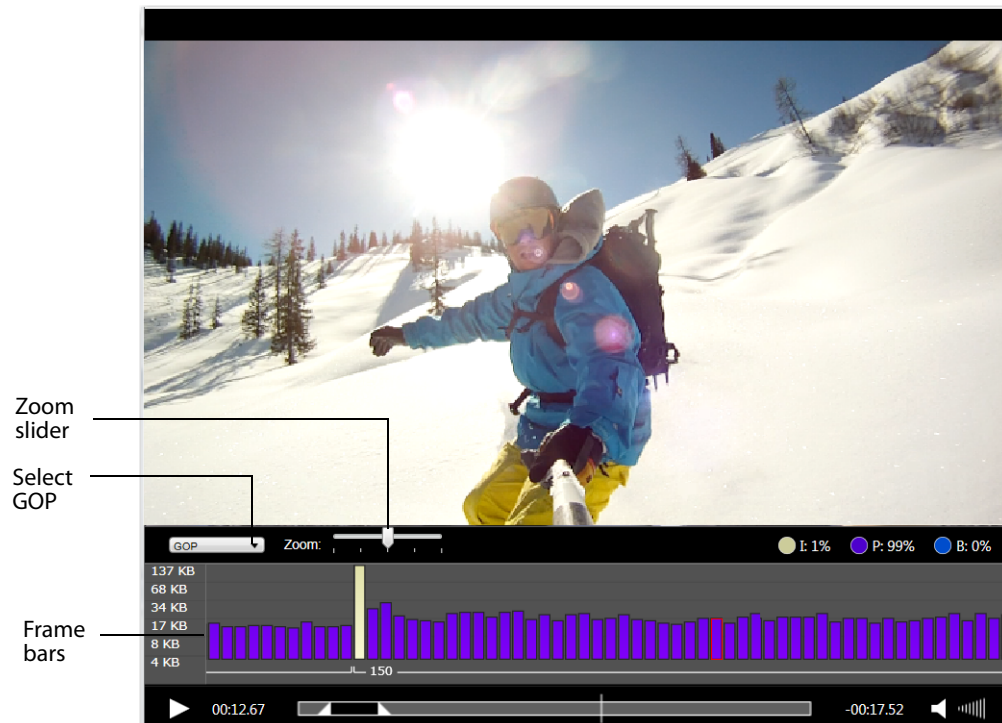 Zoom
slider
Select
GOP
GOP
Zoom:
I: 1%
P: 99%
B: 0%
137 KB
68 KB
34 KB
17 KB
8 KB
4 KB
Frame
bars
150
00:12.67
-00:17.52